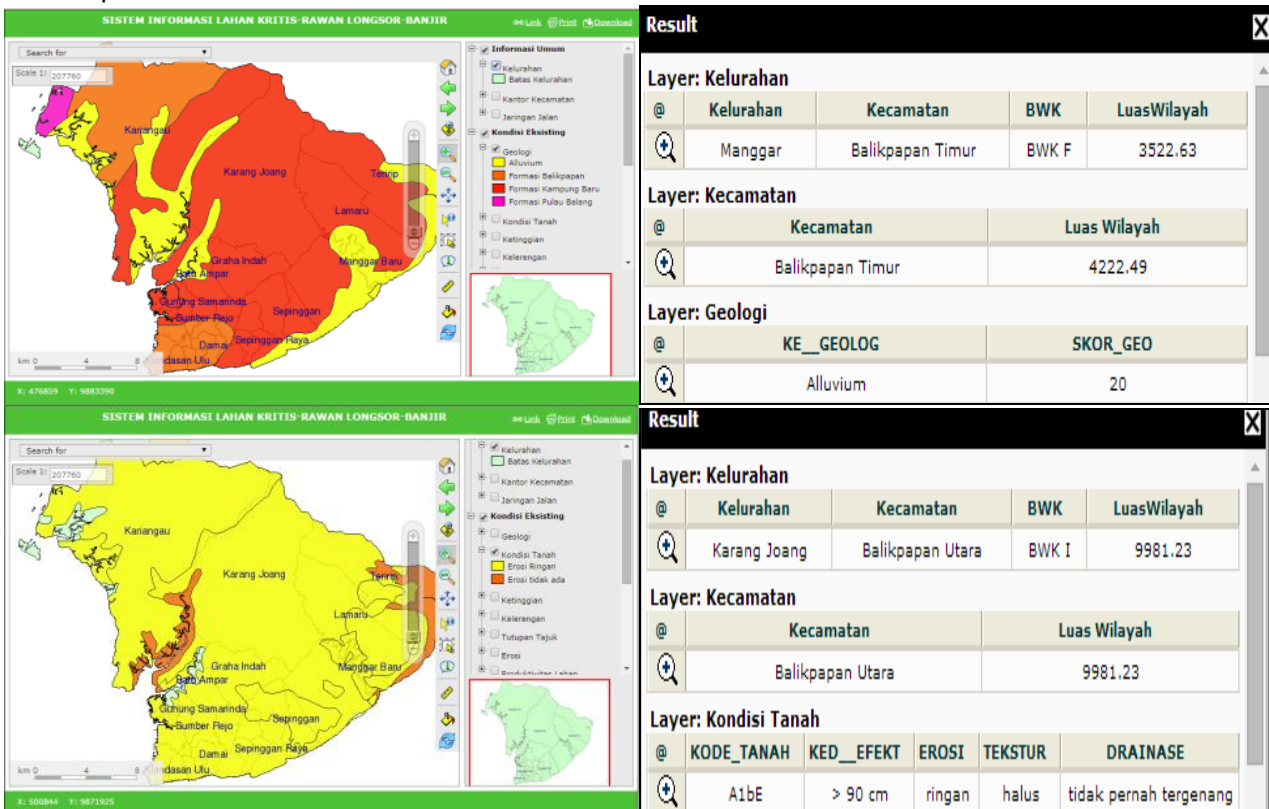 SISTEM INFORMASI LAHAN KRITIS-RAWAN LONGSOR-BANJIR
Link Print Download
Search for
Scale 1: 207760
Kariangau
Karang Joang
Teririp
Lamaru
Graha Indah
Manggar Baru
Batu Ampar
Gunung Samarinda
Sumber Rejo
Sepinggan
Damai
Sepinggan Raya
dasan Ulu
km 0 4 8
X: 476859 Y: 9883390
Informasi Umum
Kelurahan
Batas Kelurahan
Kantor Kecamatan
Jaringan Jalan
Kondisi Eksisting
Geologi
Alluvium
Formasi Balikpapan
Formasi Kampung Baru
Formasi Pulau Balang
Kondisi Tanah
Ketinggian
Kelerengan
Result X
Layer: Kelurahan
@ Kelurahan Kecamatan BWK LuasWilayah
Manggar Balikpapan Timur BWK F 3522.63
Layer: Kecamatan
@ Kecamatan Luas Wilayah
Balikpapan Timur 4222.49
Layer: Geologi
@ KE__GEOLOG SKOR_GEO
Alluvium 20
SISTEM INFORMASI LAHAN KRITIS-RAWAN LONGSOR-BANJIR
Link Print Download
Search for
Scale 1: 207760
Kariangau
Karang Joang
Teririp
Lamaru
Graha Indah
Manggar Baru
Batu Ampar
Gunung Samarinda
Sumber Rejo
Sepinggan
Damai
Sepinggan Raya
dasan Ulu
km 0 4 8
X: 500844 Y: 9871925
Kelurahan
Batas Kelurahan
Kantor Kecamatan
Jaringan Jalan
Kondisi Eksisting
Geologi
Kondisi Tanah
Erosi Ringan
Erosi tidak ada
Ketinggian
Kelerengan
Tutupan Tajuk
Erosi
Produktivitas Lahan
Result X
Layer: Kelurahan
@ Kelurahan Kecamatan BWK LuasWilayah
Karang Joang Balikpapan Utara BWK I 9981.23
Layer: Kecamatan
@ Kecamatan Luas Wilayah
Balikpapan Utara 9981.23
Layer: Kondisi Tanah
@ KODE_TANAH KED__EFEKT EROSI TEKSTUR DRAINASE
A1bE > 90 cm ringan halus tidak pernah tergenang